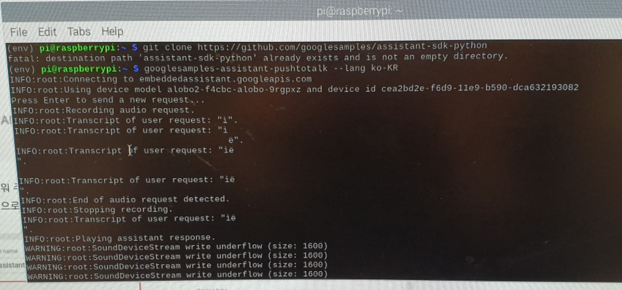 pi@raspberrypi: ~
File Edit Tabs Help
(env) pi@raspberrypi:~ $ git clone https://github.com/googlesamples/assistant-sdk-python
fatal: destination path 'assistant-sdk-python' already exists and is not an empty directory.
(env) pi@raspberrypi:~ $ googlesamples-assistant-pushtotalk --lang ko-KR
INFO:root:Connecting to embeddedassistant.googleapis.com
INFO:root:Using device model alobo2-f4cbc-alobo-9rgpxz and device id cea2bd2e-f6d9-11e9-b590-dca632193082
Press Enter to send a new request...
INFO:root:Recording audio request.
INFO:root:Transcript of user request: "ì".
INFO:root:Transcript of user request: "ì
ë".
INFO:root:Transcript of user request: "ìë
".
INFO:root:Transcript of user request: "ìë
".
INFO:root:End of audio request detected.
INFO:root:Stopping recording.
INFO:root:Transcript of user request: "ìë
".
INFO:root:Playing assistant response.
WARNING:root:SoundDeviceStream write underflow (size: 1600)
WARNING:root:SoundDeviceStream write underflow (size: 1600)
WARNING:root:SoundDeviceStream write underflow (size: 1600)
WARNING:root:SoundDeviceStream write underflow (size: 1600)